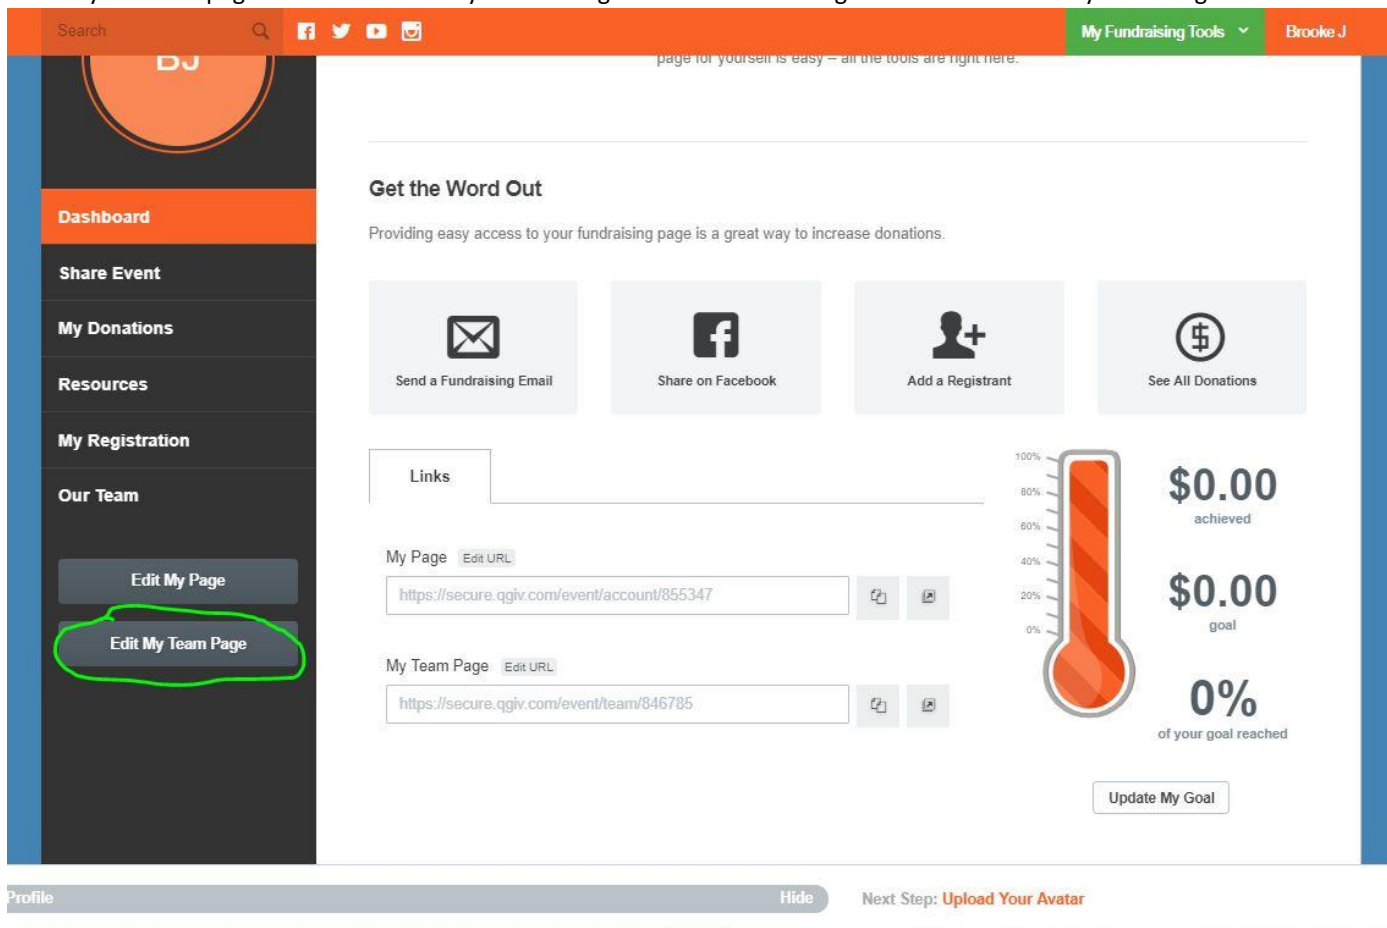 Search
My Fundraising Tools
Brooke J
BJ
page for yourself is easy – all the tools are right here.
Get the Word Out
Providing easy access to your fundraising page is a great way to increase donations.
Dashboard
Share Event
My Donations
Resources
My Registration
Our Team
Edit My Page
Edit My Team Page
Send a Fundraising Email
Share on Facebook
Add a Registrant
See All Donations
Links
My Page Edit URL
https://secure.qgiv.com/event/account/855347
My Team Page Edit URL
https://secure.qgiv.com/event/team/846785
100%
80%
60%
40%
20%
0%
$0.00
achieved
$0.00
goal
0%
of your goal reached
Update My Goal
Profile
Hide
Next Step: Upload Your Avatar